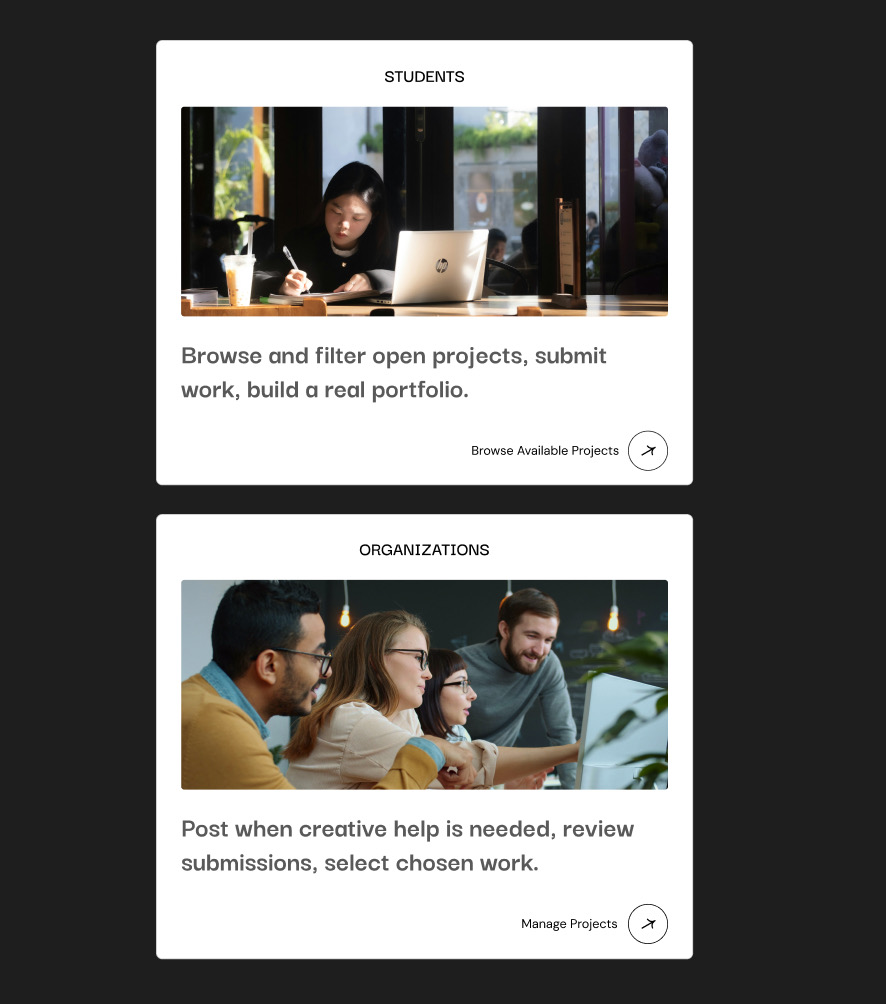 STUDENTS
hp
Browse and filter open projects, submit
work, build a real portfolio.
Browse Available Projects
ORGANIZATIONS
Post when creative help is needed, review
submissions, select chosen work.
Manage Projects